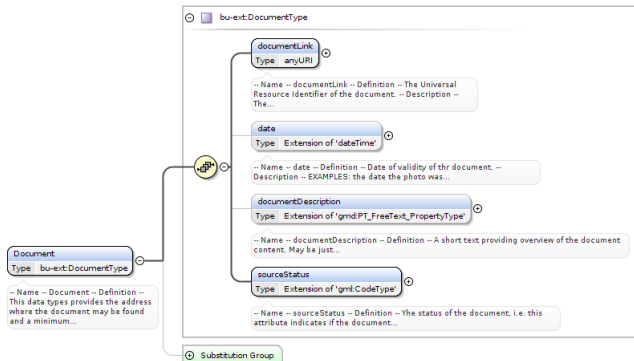 bu-ext:DocumentType
documentLink
Type anyURI
-- Name -- documentLink -- Definition -- The Universal
Resource Identifier of the document. -- Description --
The...
date
Type Extension of 'dateTime'
-- Name -- date -- Definition -- Date of validity of thr document. --
Description -- EXAMPLES: the date the photo was...
documentDescription
Type Extension of 'gmd:PT_FreeText_PropertyType'
-- Name -- documentDescription -- Definition -- A short text providing overview of the document
content. May be just...
Document
Type bu-ext:DocumentType
-- Name -- Document -- Definition --
This data types provides the address
where the document may be found
and a minimum...
sourceStatus
Type Extension of 'gml:CodeType'
-- Name -- sourceStatus -- Definition -- Yhe status of the document, i.e. this
attribute indicates if the document...
Substitution Group